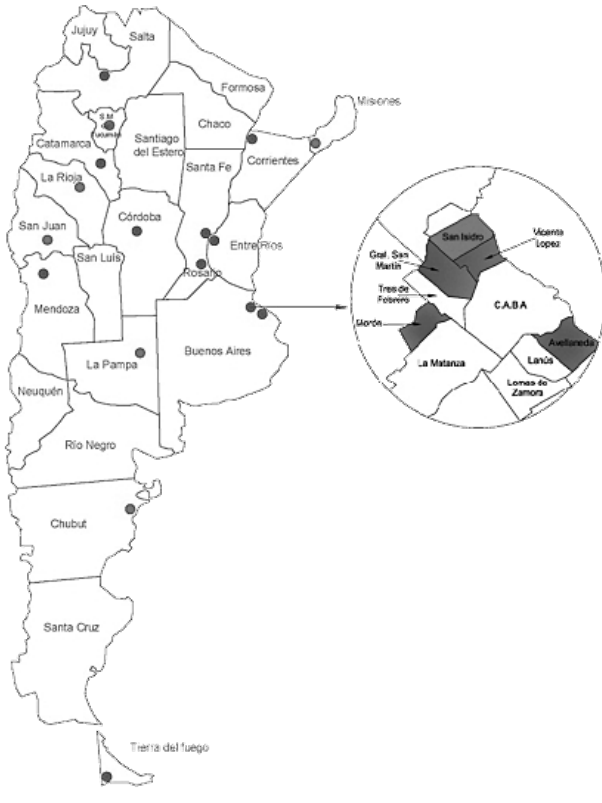 Jujuy
Salta
Formosa
Misiones
Chaco
S.M
Tucumán
Catamarca
Santiago
del Estero
Santa Fe
Corrientes
La Rioja
San Juan
Córdoba
Entre Ríos
San Luís
Rosario
Mendoza
Buenos Aires
La Pampa
Neuquén
Río Negro
Chubut
Santa Cruz
Tierra del fuego
San Isidro
Vicente
Lopez
Gral. San
Martín
Tres de
Febrero
C.A.B.A
Morón
Avellaneda
La Matanza
Lanús
Lomas de
Zamora